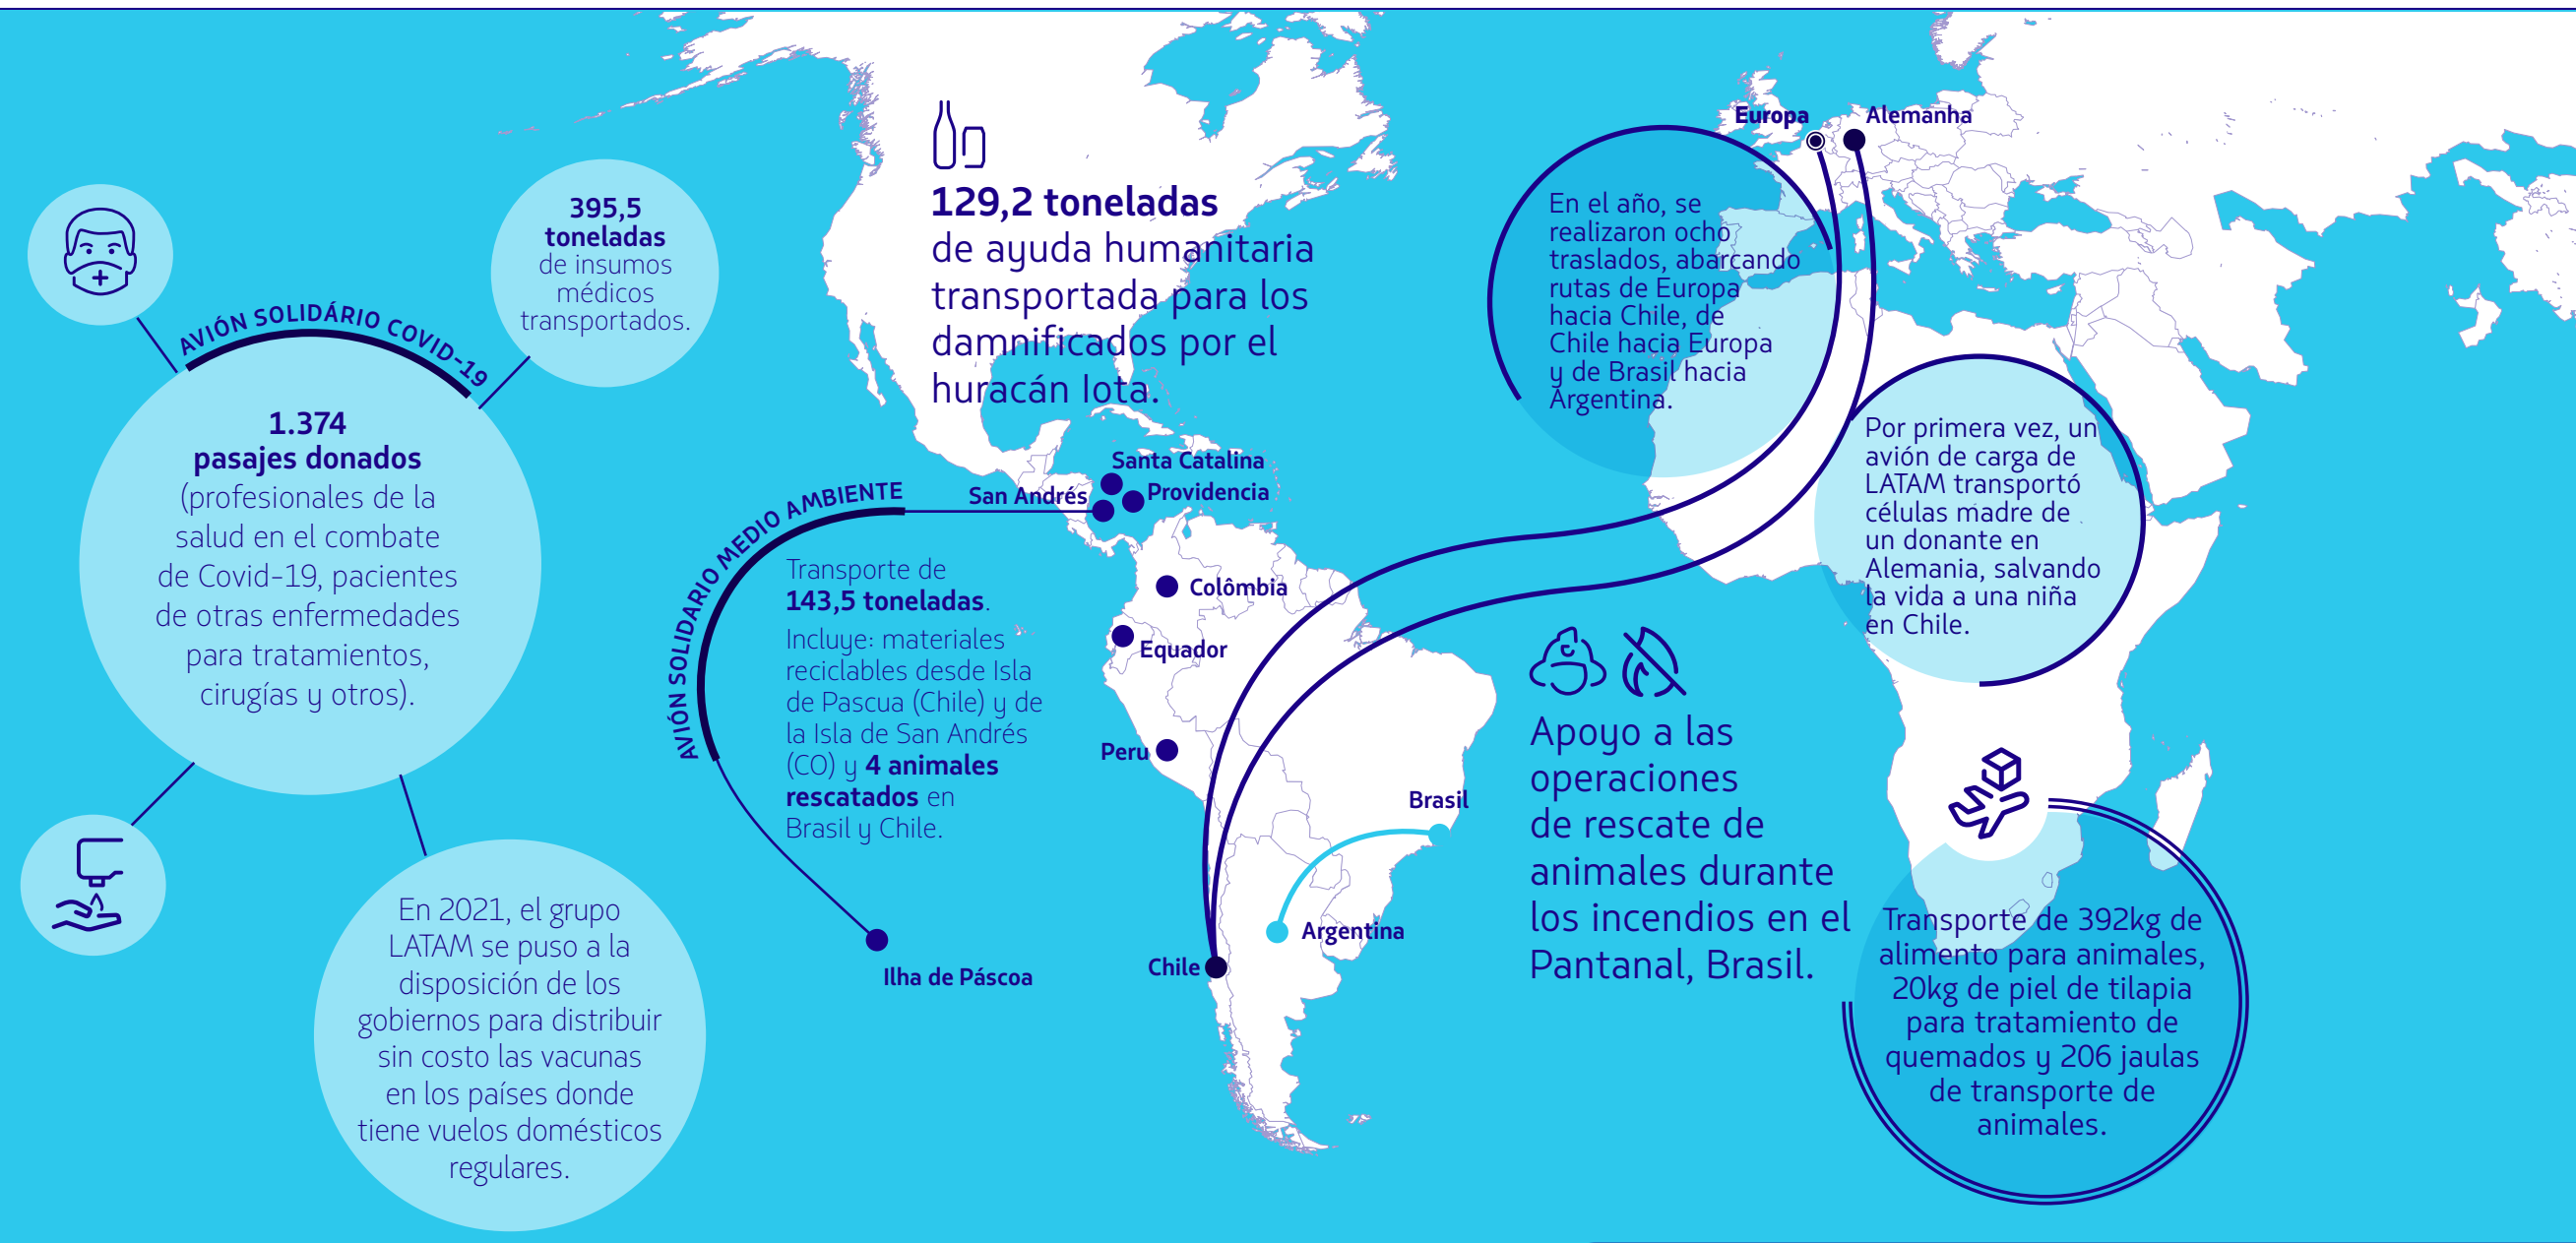 AVIÓN SOLIDÁRIO COVID-19
395,5
toneladas
de insumos
médicos
transportados.
1.374
pasajes donados
(profesionales de la
salud en el combate
de Covid-19, pacientes
de otras enfermedades
para tratamientos,
cirugías y otros).
En 2021, el grupo
LATAM se puso a la
disposición de los
gobiernos para distribuir
sin costo las vacunas
en los países donde
tiene vuelos domésticos
regulares.
129,2 toneladas
de ayuda humanitaria
transportada para los
damnificados por el
huracán Iota.
Santa Catalina
San Andrés
Providencia
AVIÓN SOLIDARIO MEDIO AMBIENTE
Transporte de
143,5 toneladas.
Incluye: materiales
reciclables desde Isla
de Pascua (Chile) y de
la Isla de San Andrés
(CO) y 4 animales
rescatados en
Brasil y Chile.
Ilha de Páscoa
Colômbia
Equador
Peru
Brasil
Argentina
Chile
Europa
Alemanha
En el año, se
realizaron ocho
traslados, abarcando
rutas de Europa
hacia Chile, de
Chile hacia Europa
y de Brasil hacia
Argentina.
Por primera vez, un
avión de carga de
LATAM transportó
células madre de
un donante en
Alemania, salvando
la vida a una niña
en Chile.
Apoyo a las
operaciones
de rescate de
animales durante
los incendios en el
Pantanal, Brasil.
Transporte de 392kg de
alimento para animales,
20kg de piel de tilapia
para tratamiento de
quemados y 206 jaulas
de transporte de
animales.